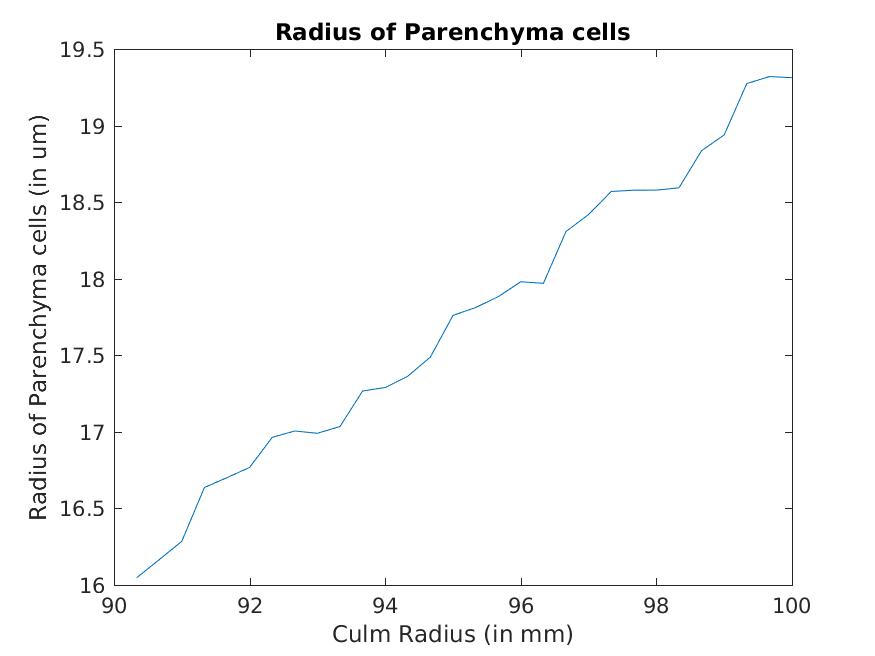 Radius of Parenchyma cells
19.5
19
18.5
18
17.5
17
16.5
16
Radius of Parenchyma cells (in um)
90 92 94 96 98 100
Culm Radius (in mm)